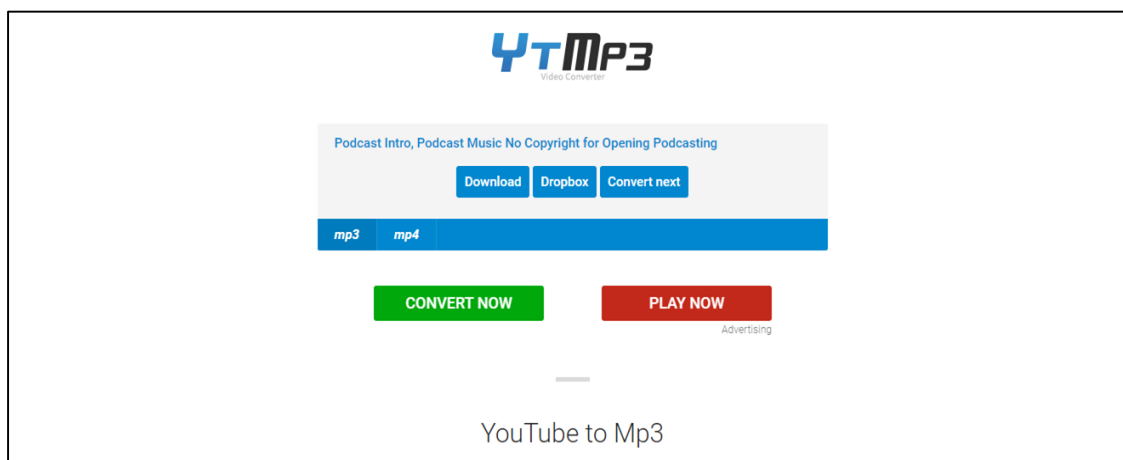 YTMP3
Video Converter
Podcast Intro, Podcast Music No Copyright for Opening Podcasting
Download Dropbox Convert next
mp3 mp4
CONVERT NOW PLAY NOW
Advertising
YouTube to Mp3